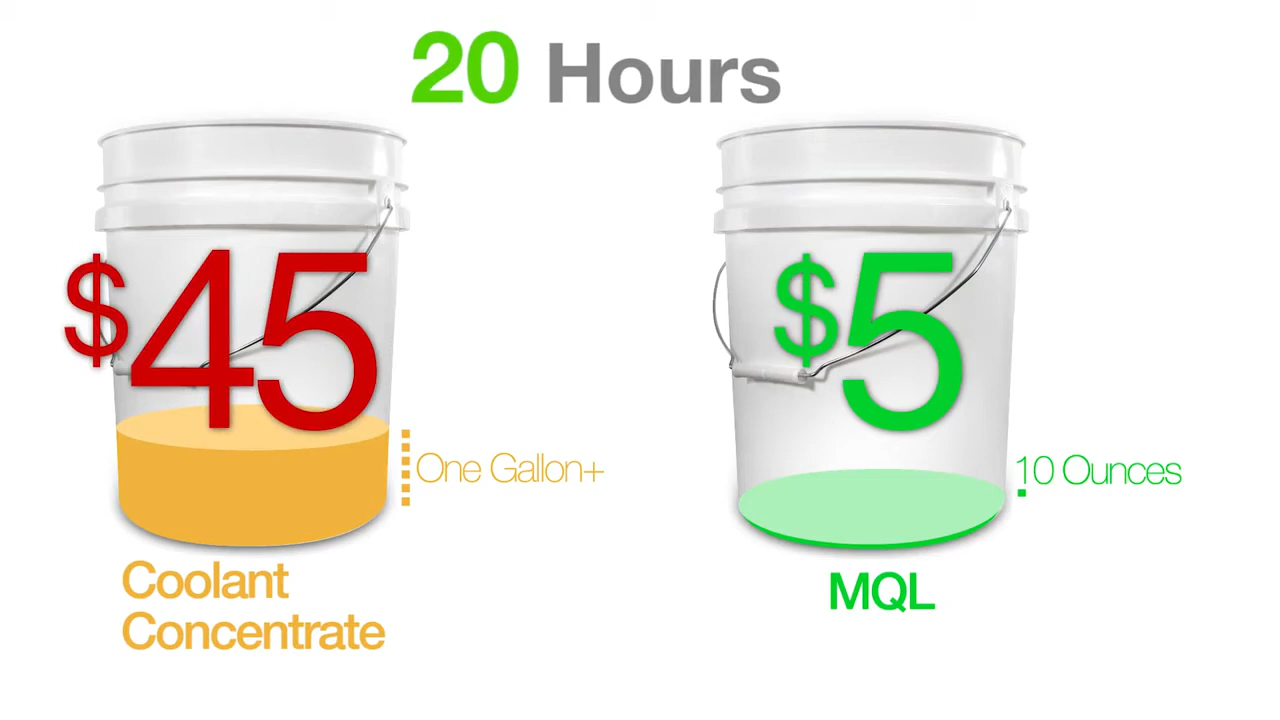 20 Hours
$45
$5
One Gallon+
10 Ounces
Coolant
Concentrate
MQL